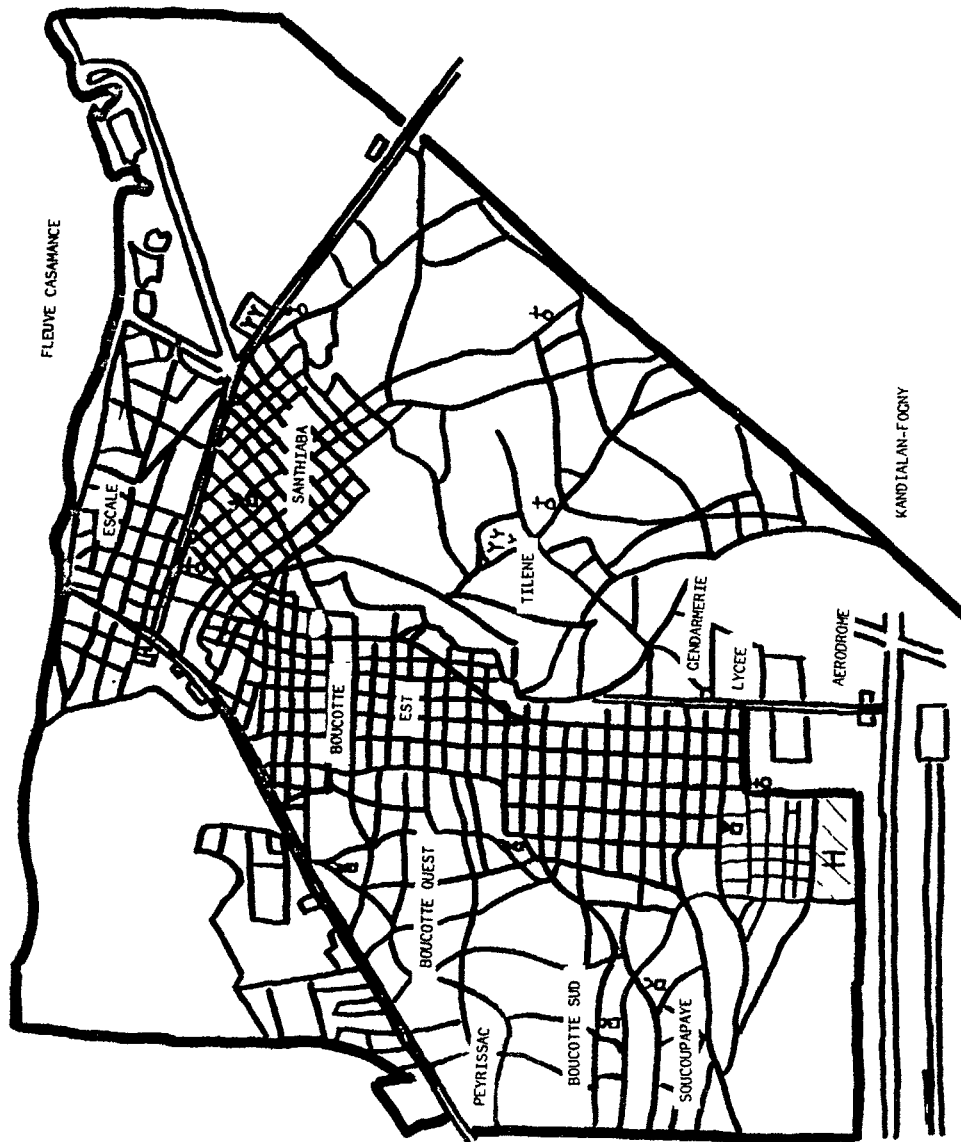 FLEUVE CASAMANCE
ESCALE
SANTHIABA
TILENE
KANDIALAN-FOGNY
GENDARMERIE
LYCEE
AERODROME
BOUCOTTE
EST
BOUCOTTE OUEST
PEYRISSAC
BOUCOTTE SUD
SOUCOUPAPAYE
H